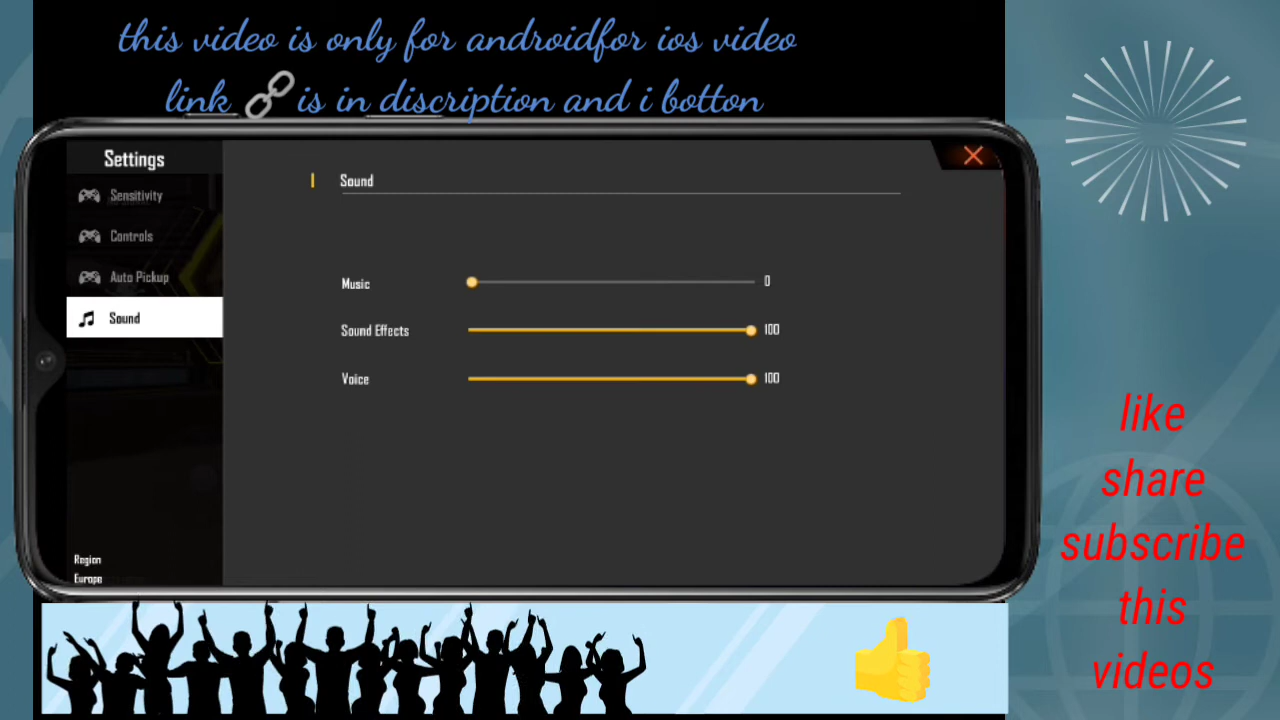 this video is only for androidfor ios video
link is in discription and i botton
Settings
Sensitivity
Controls
Auto Pickup
Sound
Region
Europe
Sound
Music 0
Sound Effects 100
Voice 100
like
share
subscribe
this
videos